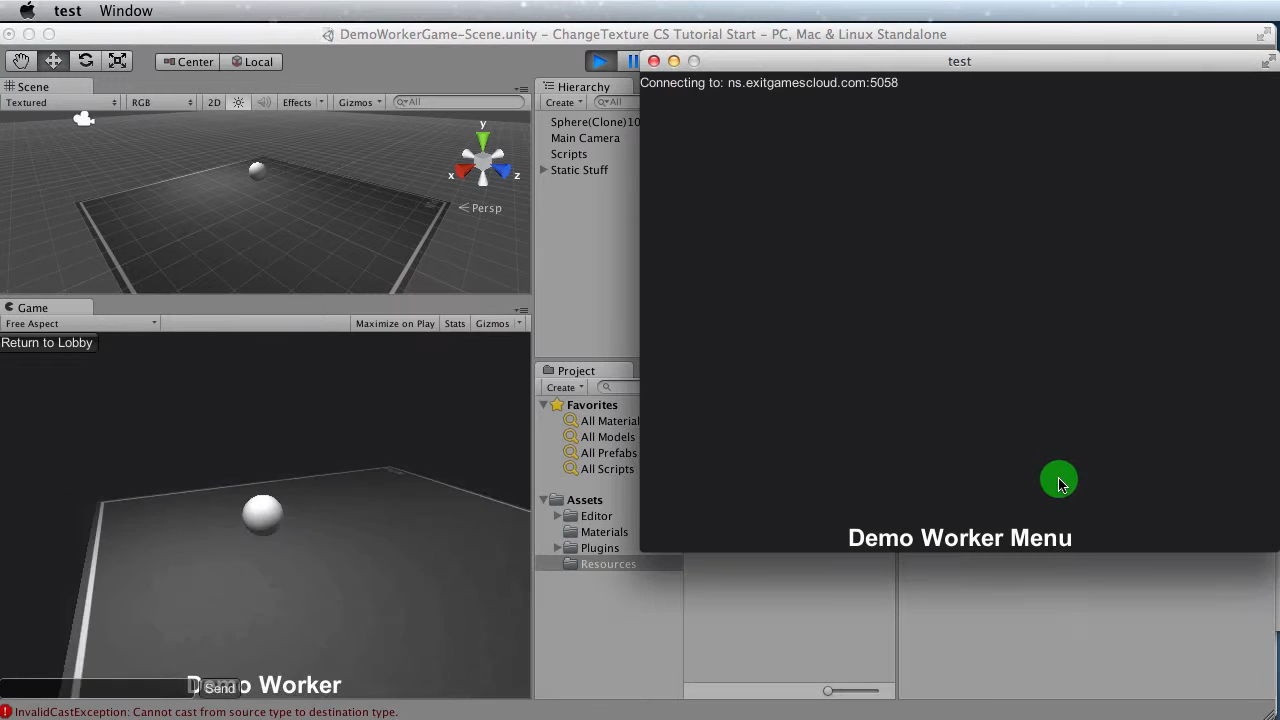 test Window
DemoWorkerGame-Scene.unity - ChangeTexture CS Tutorial Start - PC, Mac & Linux Standalone
Center Local
Scene
Textured RGB 2D Effects Gizmos All
y
x z
Persp
Game
Free Aspect Maximize on Play Stats Gizmos
Return to Lobby
Worker
Send
InvalidCastException: Cannot cast from source type to destination type.
Hierarchy
Create All
Sphere(Clone)10
Main Camera
Scripts
Static Stuff
Project
Create
Favorites
All Material
All Models
All Prefabs
All Scripts
Assets
Editor
Materials
Plugins
Resources
test
Connecting to: ns.exitgamescloud.com:5058
Demo Worker Menu